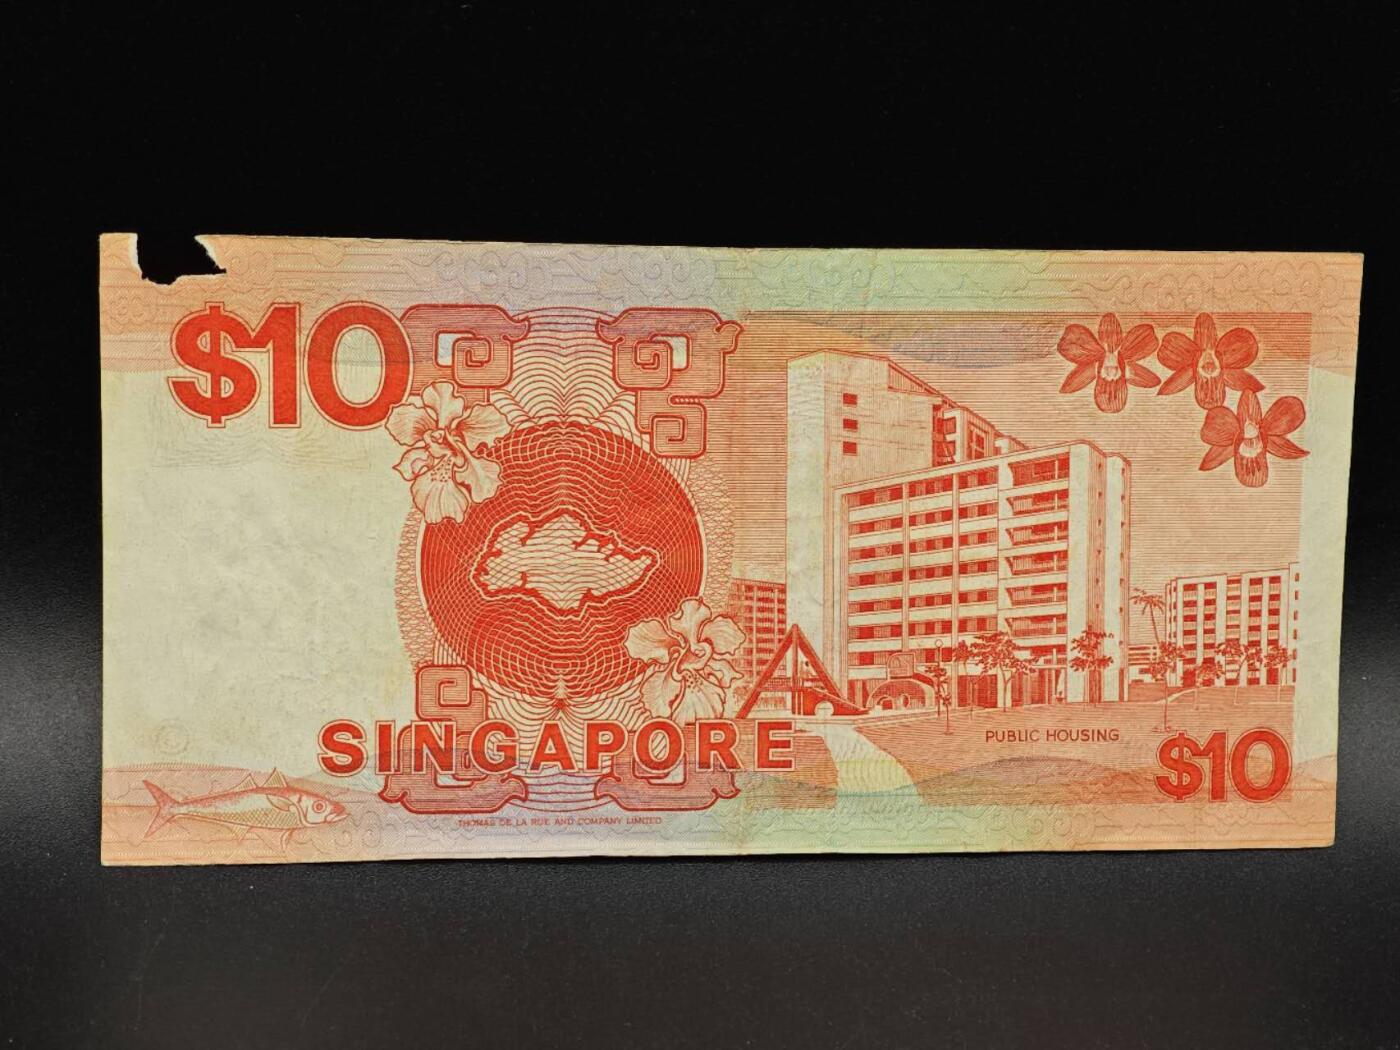 $10
SINGAPORE
THOMAS DE LA RUE AND COMPANY LIMITED
PUBLIC HOUSING
$10